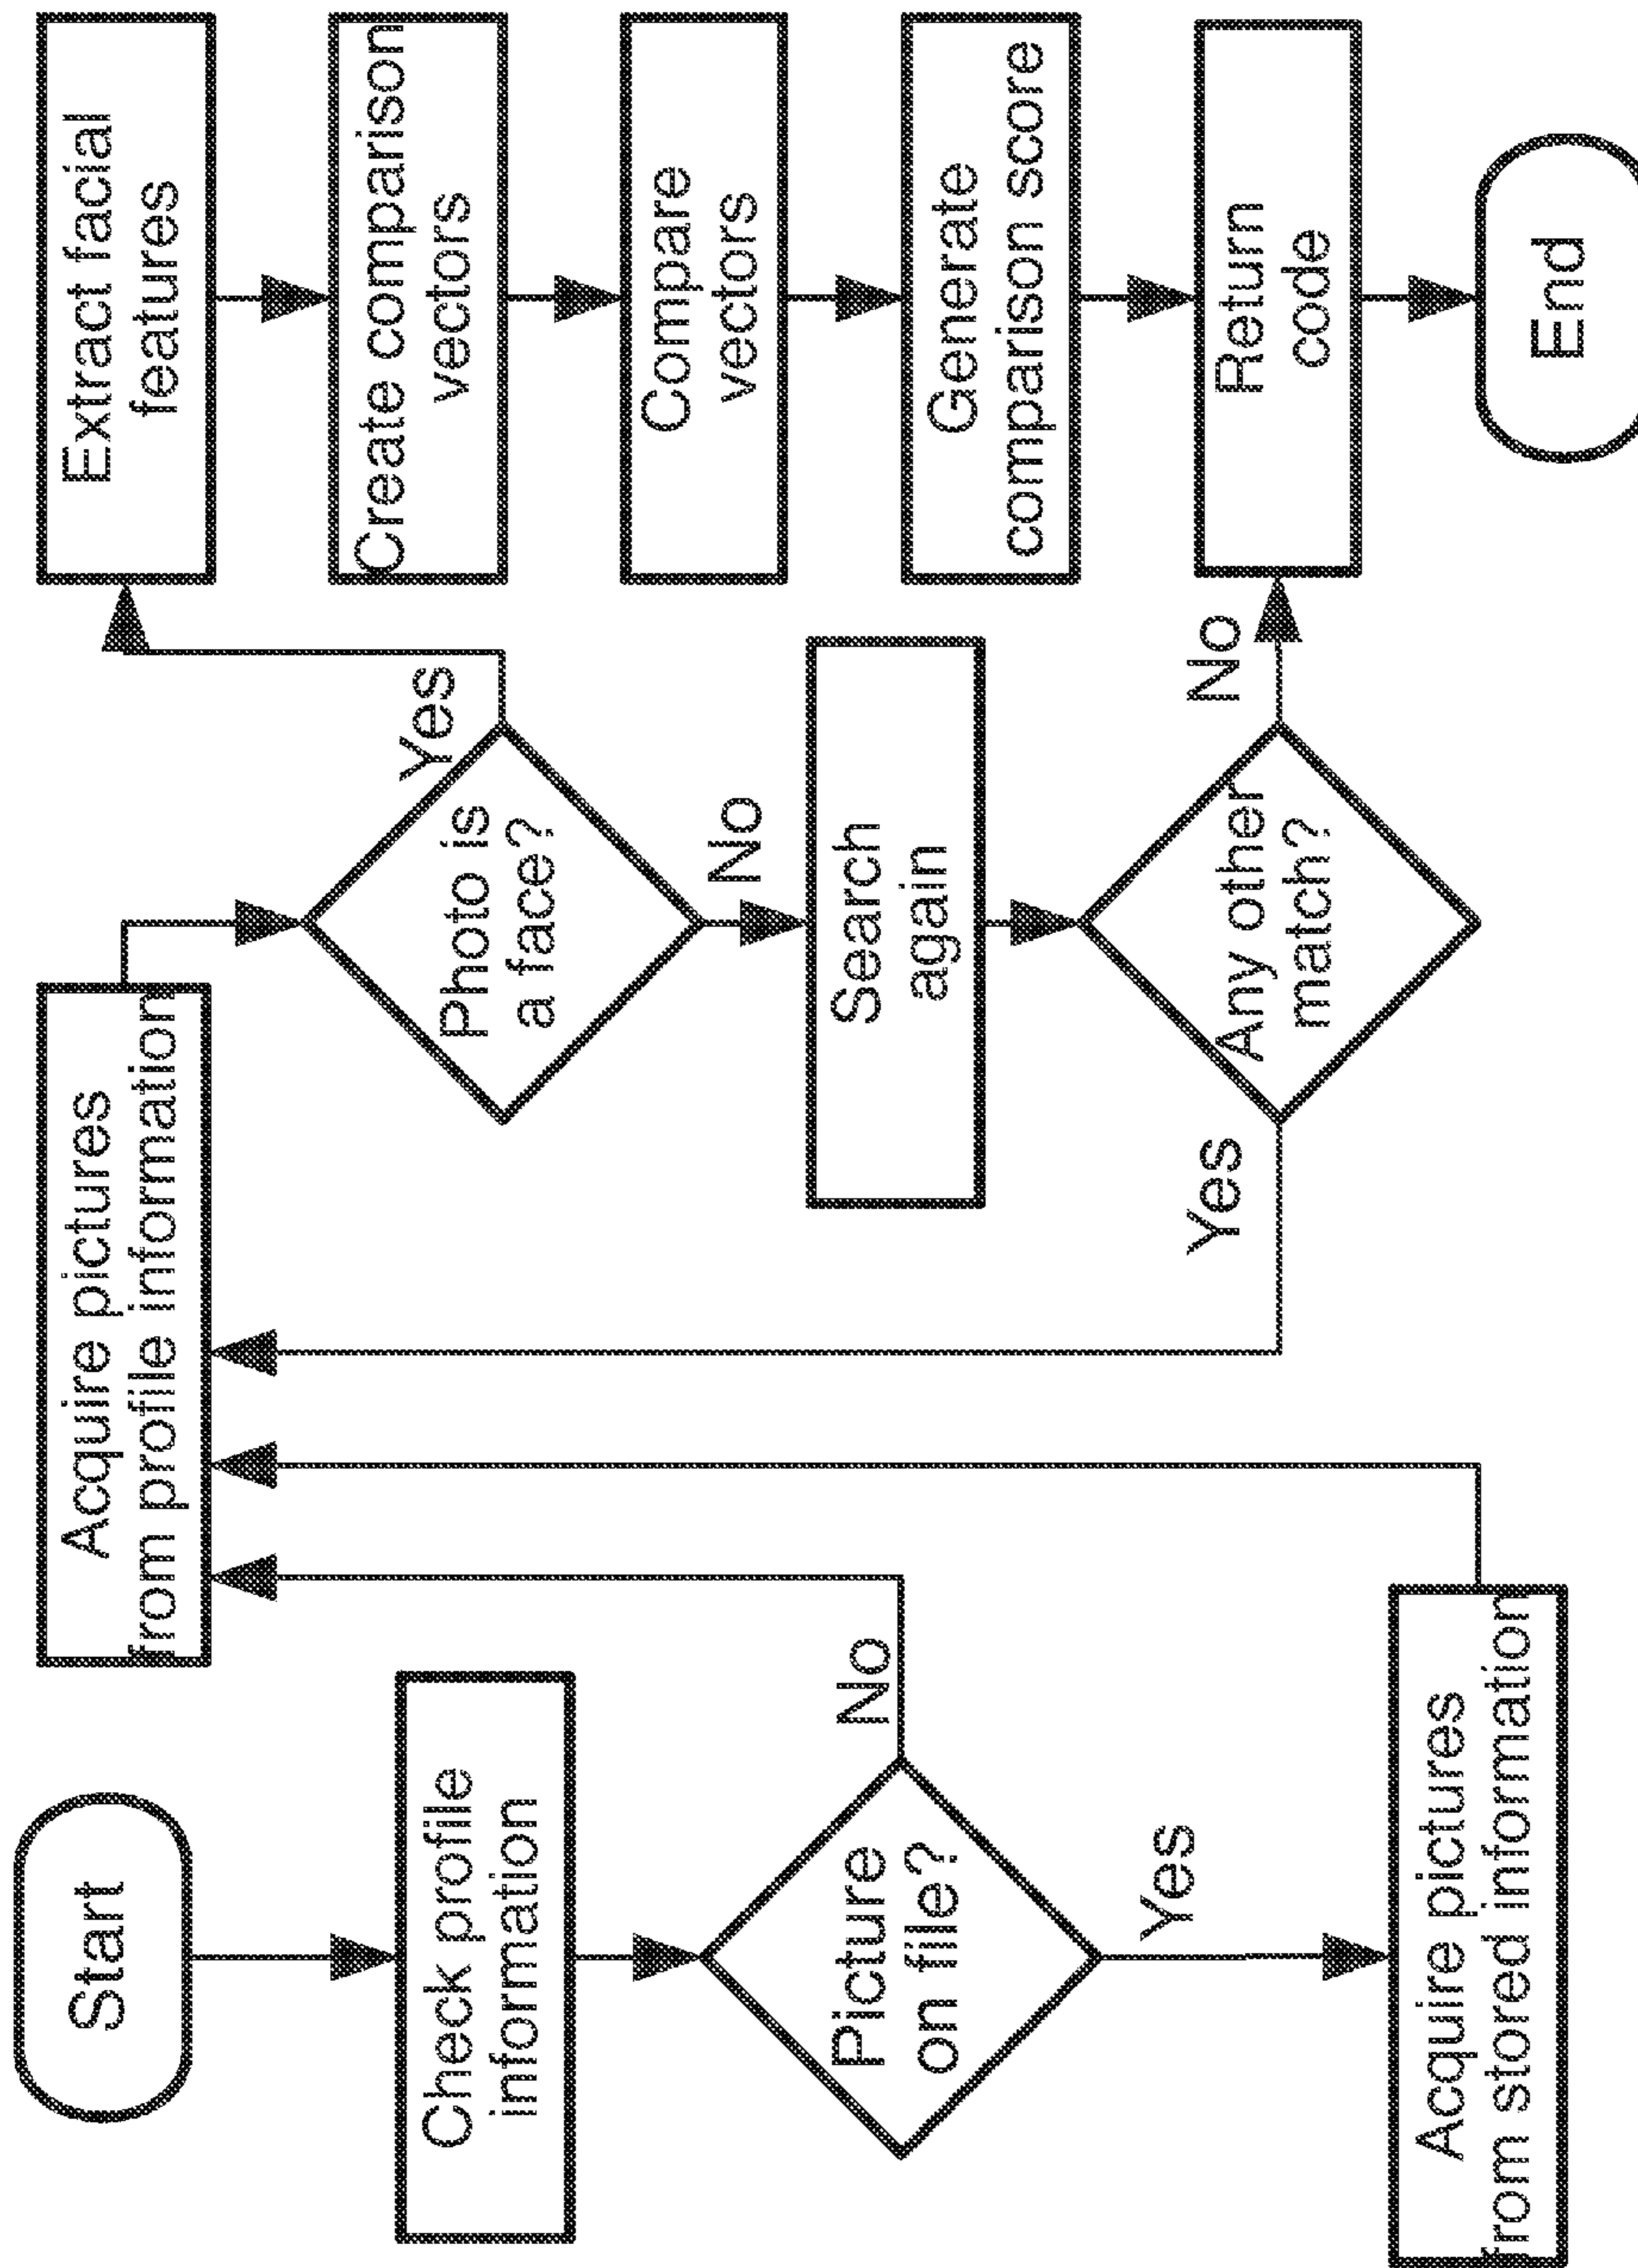 Start
Check profile
information
Picture
on file?
No
Yes
Acquire pictures
from stored information
Acquire pictures
from profile information
Photo is
a face?
Yes
No
Search
again
Any other
match?
Yes
No
Extract facial
features
Create comparison
vectors
Compare
vectors
Generate
comparison score
Return
code
End